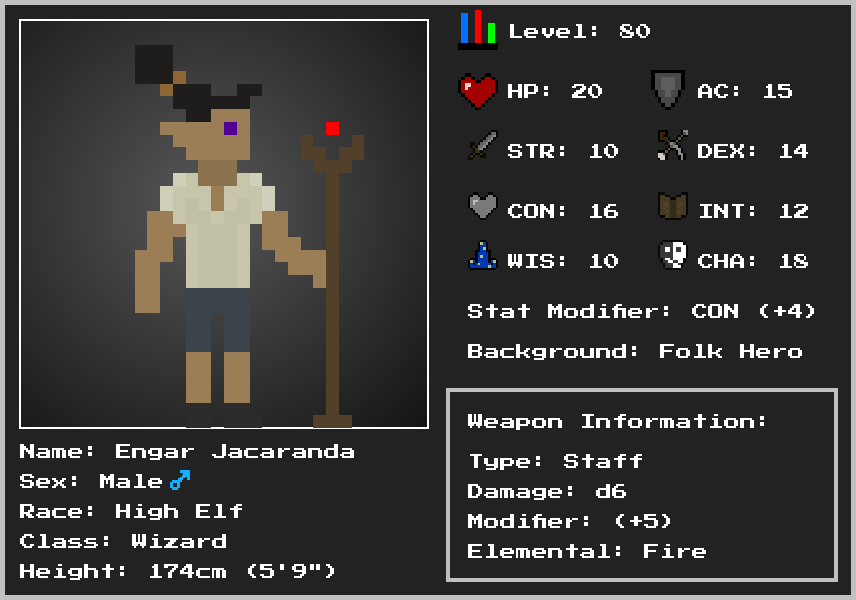 Level: 80
HP: 20 AC: 15
STR: 10 DEX: 14
CON: 16 INT: 12
WIS: 10 CHA: 18
Stat Modifier: CON (+4)
Background: Folk Hero
Weapon Information:
Type: Staff
Damage: d6
Modifier: (+5)
Elemental: Fire
Name: Engar Jacaranda
Sex: Male♂
Race: High Elf
Class: Wizard
Height: 174cm (5'9")